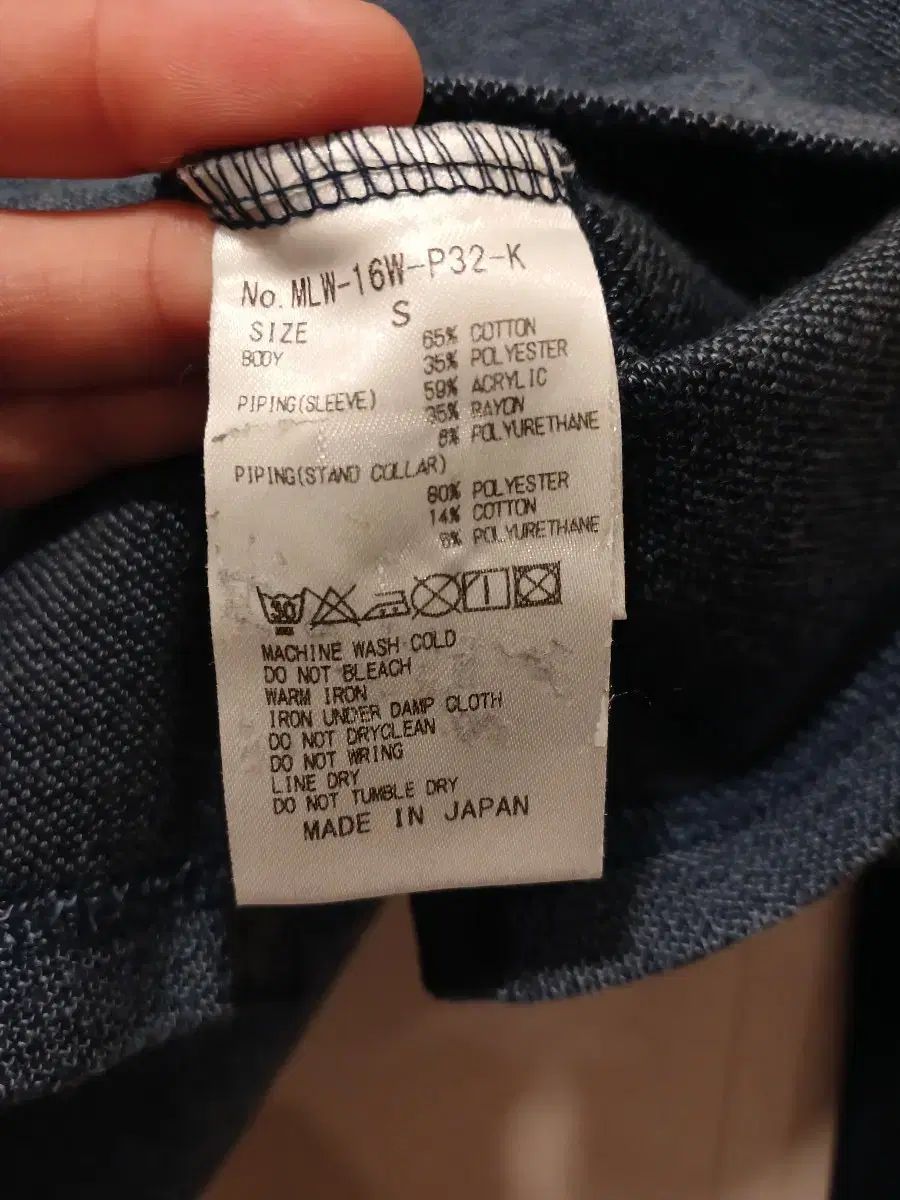 No. MLW-16W-P32-K
SIZE S
BODY 65% COTTON
35% POLYESTER
PIPING(SLEEVE) 59% ACRYLIC
35% RAYON
6% POLYURETHANE
PIPING(STAND COLLAR)
80% POLYESTER
14% COTTON
6% POLYURETHANE
30
MACHINE WASH COLD
DO NOT BLEACH
WARM IRON
IRON UNDER DAMP CLOTH
DO NOT DRYCLEAN
DO NOT WRING
LINE DRY
DO NOT TUMBLE DRY
MADE IN JAPAN